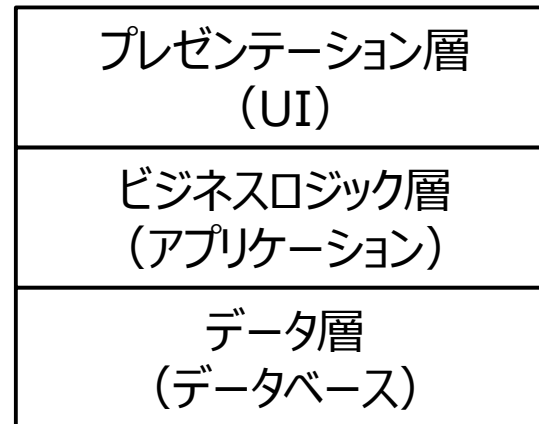 プレゼンテーション層
（UI）
ビジネスロジック層
（アプリケーション）
データ層
（データベース）